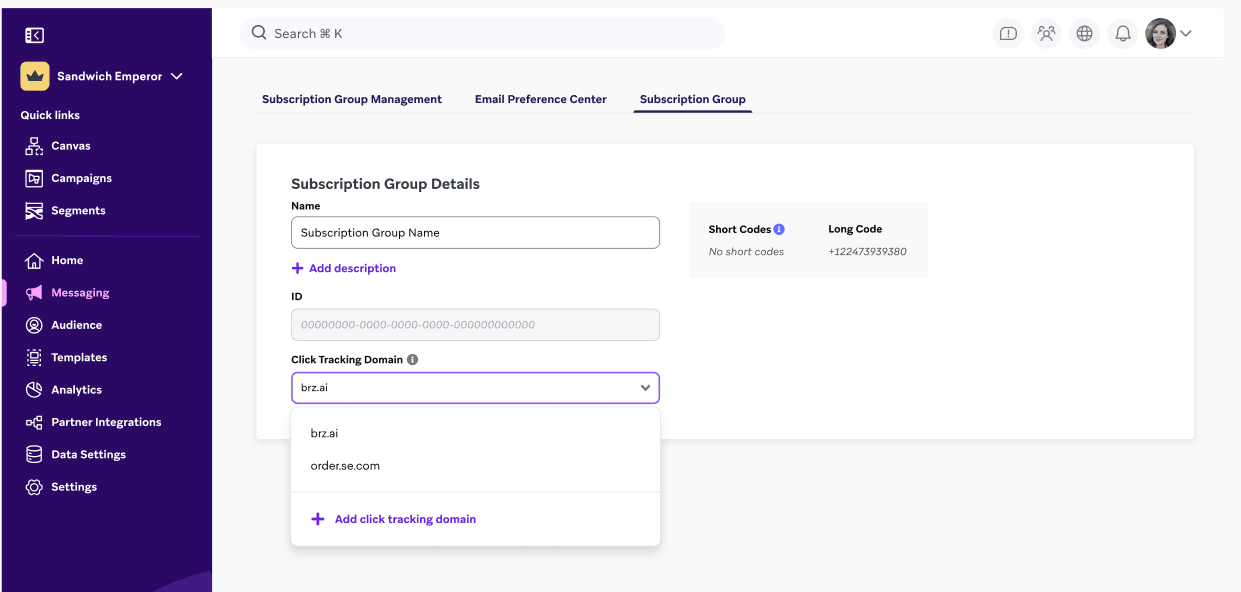 Search ⌘ K
Sandwich Emperor
Quick links
Canvas
Campaigns
Segments
Home
Messaging
Audience
Templates
Analytics
Partner Integrations
Data Settings
Settings
Subscription Group Management
Email Preference Center
Subscription Group
Subscription Group Details
Name
Subscription Group Name
Add description
ID
00000000-0000-0000-0000-000000000000
Click Tracking Domain
brz.ai
brz.ai
order.se.com
Add click tracking domain
Short Codes
Long Code
No short codes
+122473939380